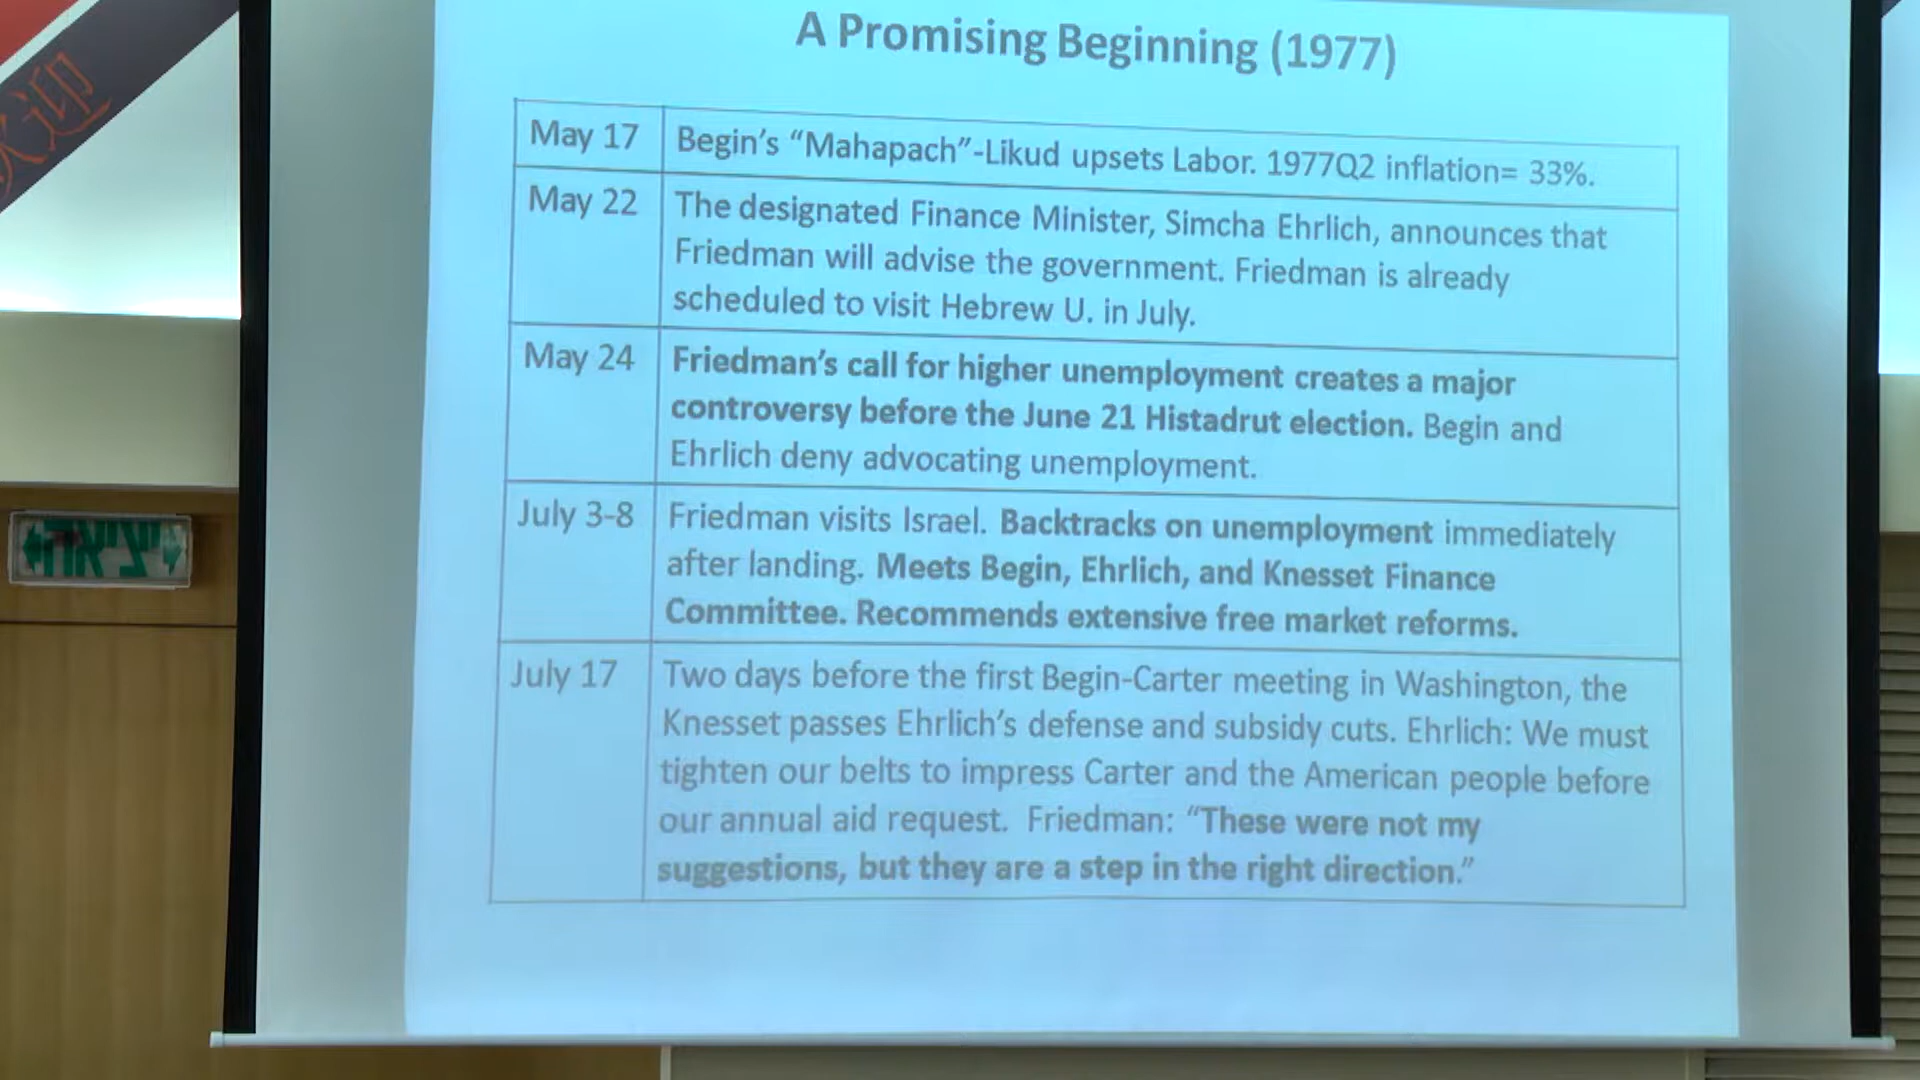 A Promising Beginning (1977)
May 17
Begin's “Mahapach”-Likud upsets Labor. 1977Q2 inflation= 33%.
May 22
The designated Finance Minister, Simcha Ehrlich, announces that
Friedman will advise the government. Friedman is already
scheduled to visit Hebrew U. in July.
May 24
Friedman's call for higher unemployment creates a major
controversy before the June 21 Histadrut election. Begin and
Ehrlich deny advocating unemployment.
July 3-8
Friedman visits Israel. Backtracks on unemployment immediately
after landing. Meets Begin, Ehrlich, and Knesset Finance
Committee. Recommends extensive free market reforms.
July 17
Two days before the first Begin-Carter meeting in Washington, the
Knesset passes Ehrlich's defense and subsidy cuts. Ehrlich: We must
tighten our belts to impress Carter and the American people before
our annual aid request. Friedman: “These were not my
suggestions, but they are a step in the right direction.”
迎
יציאה